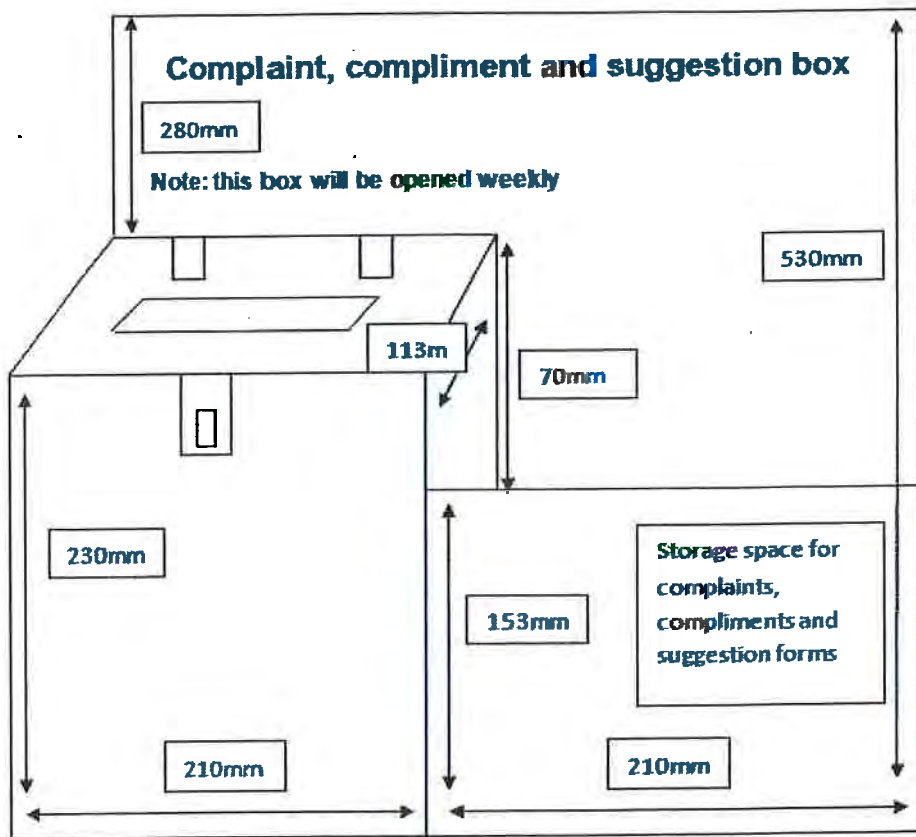 Complaint, compliment and suggestion box
280mm
Note: this box will be opened weekly
530mm
113m
70mm
230mm
153mm
Storage space for
complaints,
compliments and
suggestion forms
210mm
210mm